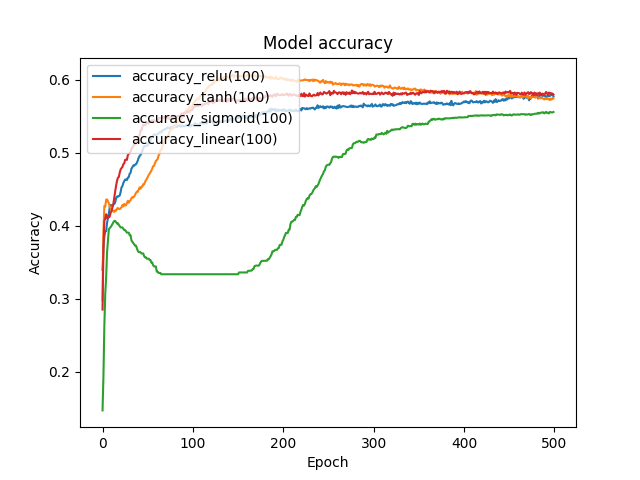 Model accuracy
accuracy_relu(100)
accuracy_tanh(100)
accuracy_sigmoid(100)
accuracy_linear(100)
0.6
0.5
0.4
0.3
0.2
Accuracy
0 100 200 300 400 500
Epoch